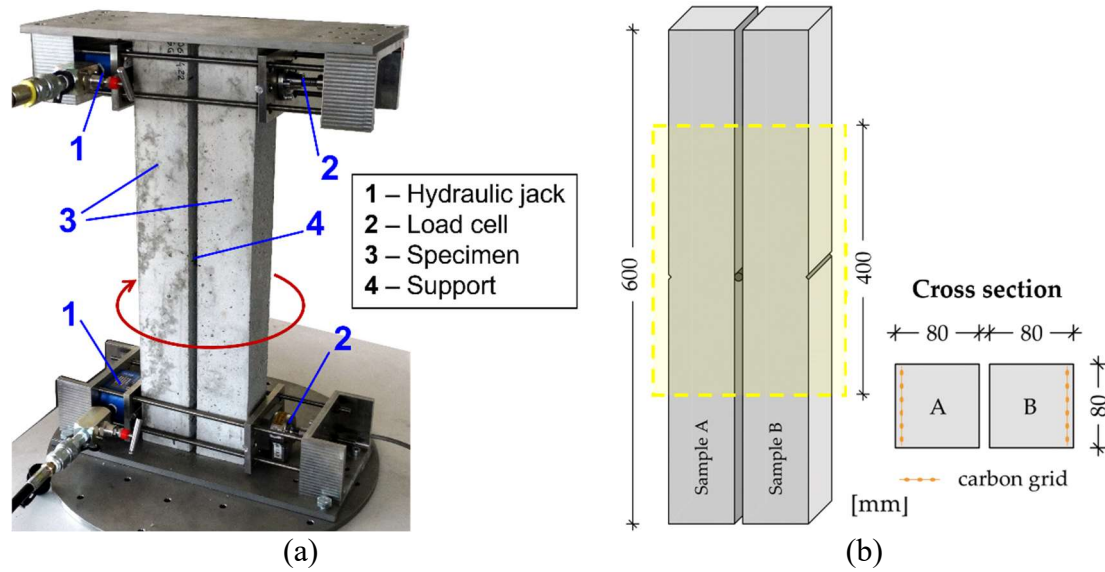 1
2
3
4
1
2
1 – Hydraulic jack
2 – Load cell
3 – Specimen
4 – Support
(a)
600
400
Sample A
Sample B
Cross section
80
80
A
B
80
carbon grid
[mm]
(b)